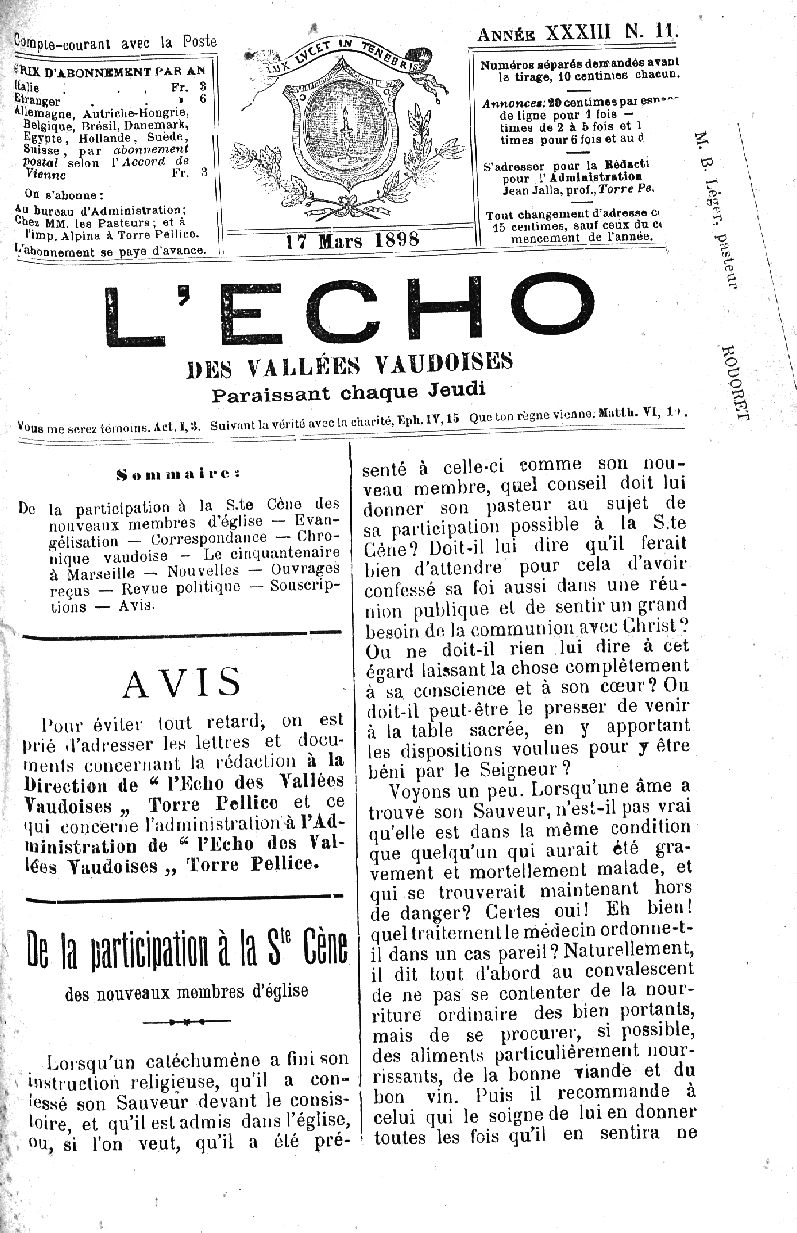 Compte-courant avec la Poste
PRIX D'ABONNEMENT PAR AN
Italie . . . Fr. 3
Etranger . . » 6
Allemagne, Autriche-Hongrie,
Belgique, Brésil, Danemark,
Egypte, Hollande, Suède,
Suisse, par abonnement
postal selon l'Accord de
Vienne Fr. 3
On s'abonne:
Au bureau d'Administration;
Chez MM. les Pasteurs; et à
l'imp. Alpina à Torre Pellice.
L'abonnement se paye d'avance.
LUX LVCET IN TENEBRIS
17 Mars 1898
ANNÉE XXXIII N. 11.
Numéros séparés demandés avant
le tirage, 10 centimes chacun.
Annonces: 20 centimes par
de ligne pour 1 fois —
times de 2 à 5 fois et 1
times pour 6 fois et au d
S'adresser pour la Rédacti
pour l'Administration
Jean Jalla, prof., Torre Pe.
Tout changement d'adresse
15 centimes, sauf ceux du
mencement de l'année.
M. B. Léger, pasteur
RODORET
L'ECHO
DES VALLÉES VAUDOISES
Paraissant chaque Jeudi
Vous me serez témoins. Act. I, 3. Suivant la vérité avec la charité, Eph. IV, 15 Que ton règne vienne. Matth. VI,
Sommaire:
De la participation à la S.te Cène des
nouveaux membres d'église — Evan-
gélisation — Correspondance — Chro-
nique vaudoise — Le cinquantenaire
à Marseille — Nouvelles — Ouvrages
reçus — Revue politique — Souscrip-
tions — Avis.
AVIS
Pour éviter tout retard, on est
prié d'adresser les lettres et docu-
ments concernant la rédaction à la
Direction de “ l'Echo des Vallées
Vaudoises „ Torre Pellice et ce
qui concerne l'administration à l'Ad-
ministration de “ l'Echo des Val-
lées Vaudoises „ Torre Pellice.
De la participation à la Ste Cène
des nouveaux membres d'église
Lorsqu'un catéchumène a fini son
instruction religieuse, qu'il a con-
fessé son Sauveur devant le consis-
toire, et qu'il est admis dans l'église,
ou, si l'on veut, qu'il a été pré-
senté à celle-ci comme son nou-
veau membre, quel conseil doit lui
donner son pasteur au sujet de
sa participation possible à la S.te
Cène? Doit-il lui dire qu'il ferait
bien d'attendre pour cela d'avoir
confessé sa foi aussi dans une réu-
nion publique et de sentir un grand
besoin de la communion avec Christ?
Ou ne doit-il rien lui dire à cet
égard laissant la chose complètement
à sa conscience et à son cœur? Ou
doit-il peut-être le presser de venir
à la table sacrée, en y apportant
les dispositions voulues pour y être
béni par le Seigneur?
Voyons un peu. Lorsqu'une âme a
trouvé son Sauveur, n'est-il pas vrai
qu'elle est dans la même condition
que quelqu'un qui aurait été gra-
vement et mortellement malade, et
qui se trouverait maintenant hors
de danger? Certes oui! Eh bien!
quel traitement le médecin ordonne-t-
il dans un cas pareil? Naturellement,
il dit tout d'abord au convalescent
de ne pas se contenter de la nour-
riture ordinaire des bien portants,
mais de se procurer, si possible,
des aliments particulièrement nour-
rissants, de la bonne viande et du
bon vin. Puis il recommande à
celui qui le soigne de lui en donner
toutes les fois qu'il en sentira ne